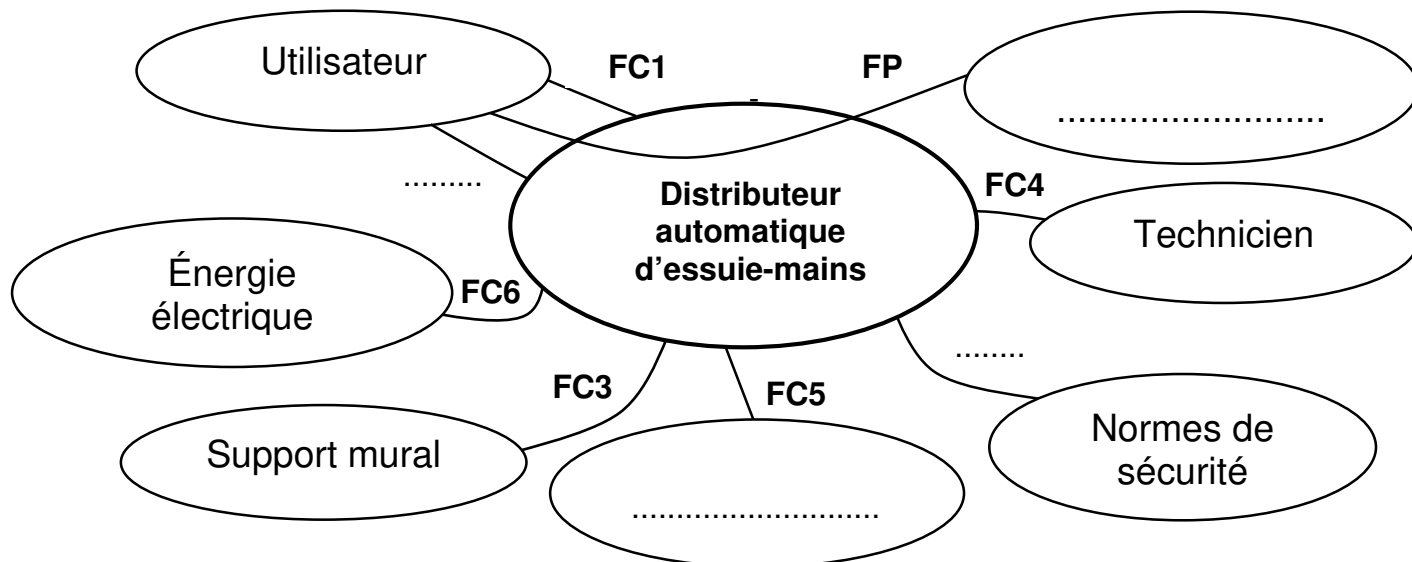 Utilisateur
FC1
FP
..........................
.........
Distributeur
automatique
d’essuie-mains
FC4
Technicien
Énergie
électrique
FC6
........
FC3
FC5
Support mural
...........................
Normes de
sécurité